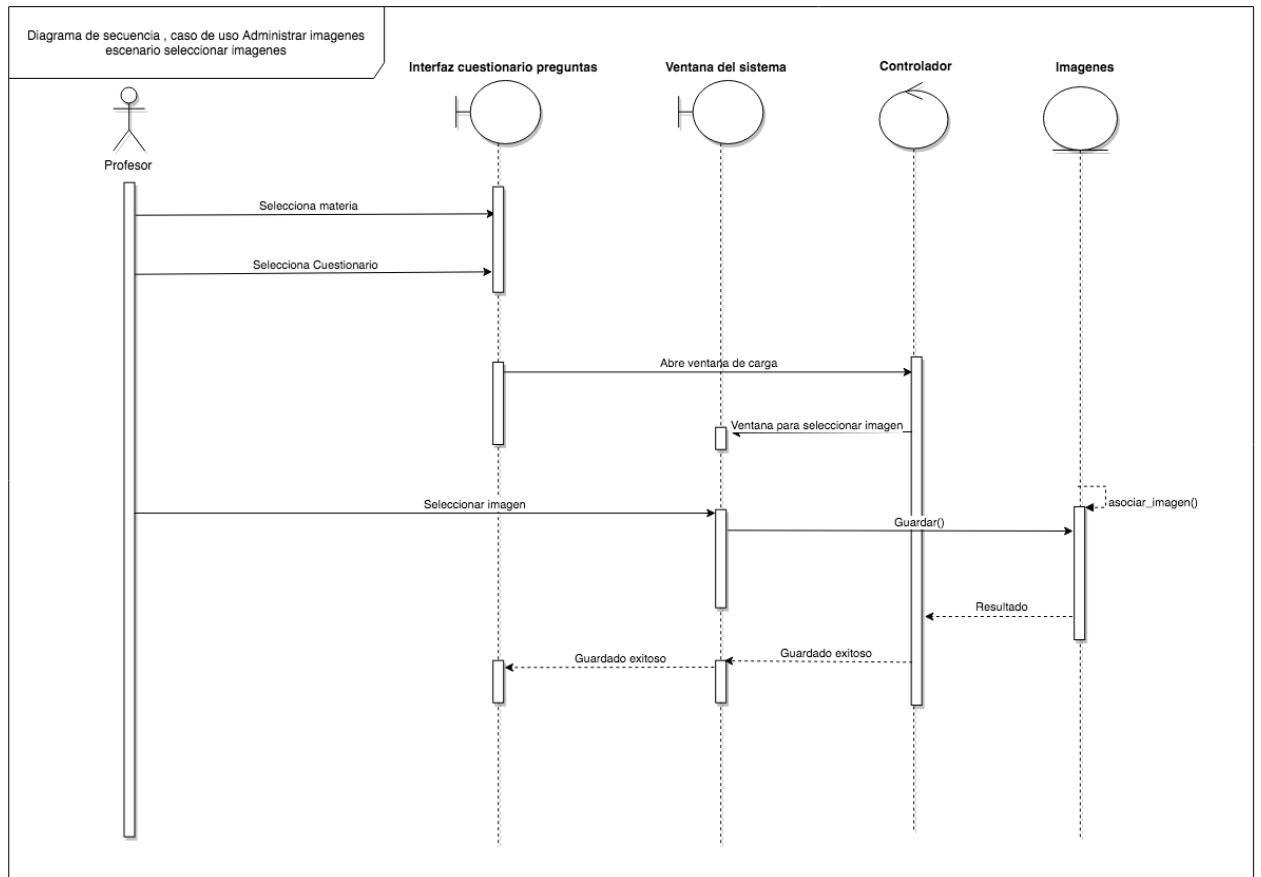 Diagrama de secuencia , caso de uso Administrar imagenes
escenario seleccionar imagenes
Interfaz cuestionario preguntas
Ventana del sistema
Controlador
Imagenes
Profesor
Selecciona materia
Selecciona Cuestionario
Abre ventana de carga
Ventana para seleccionar imagen
asociar_imagen()
Seleccionar imagen
Guardar()
Resultado
Guardado exitoso
Guardado exitoso